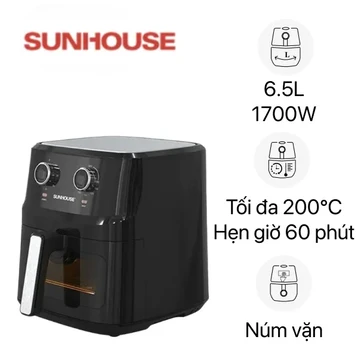 SUNHOUSE
6.5L
1700W
Tối đa 200°C
Hẹn giờ 60 phút
Núm vặn
SUNHOUSE